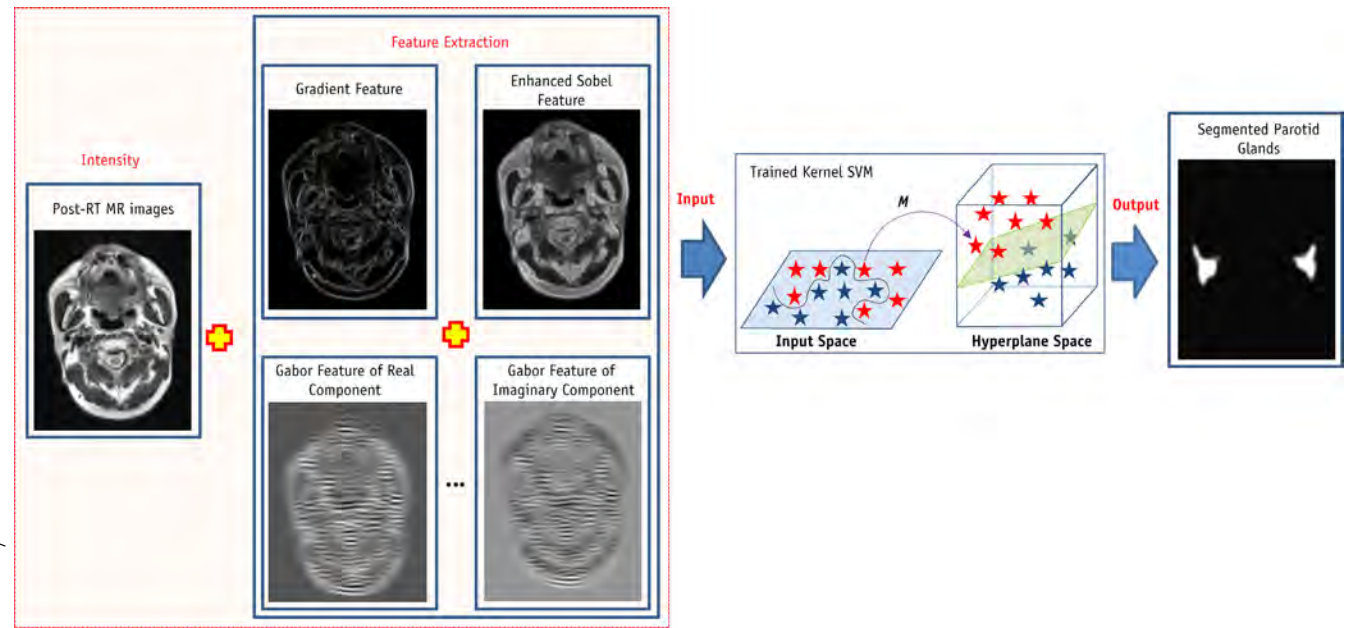 Feature Extraction
Gradient Feature
Enhanced Sobel
Feature
Intensity
Post-RT MR images
Gabor Feature of Real
Component
...
Gabor Feature of
Imaginary Component
Input
Trained Kernel SVM
M
Input Space
Hyperplane Space
Output
Segmented Parotid
Glands